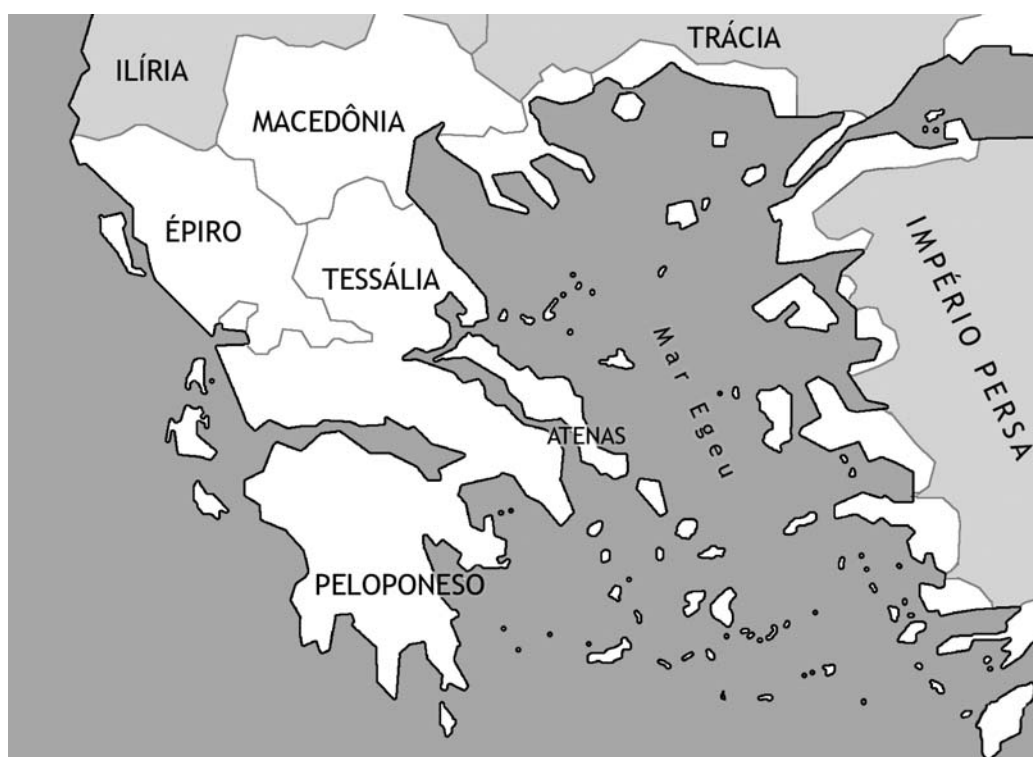 TRÁCIA
ILÍRIA
MACEDÔNIA
ÉPIRO
TESSÁLIA
IMPÉRIO PERSA
Mar Egeu
ATENAS
PELOPONESO